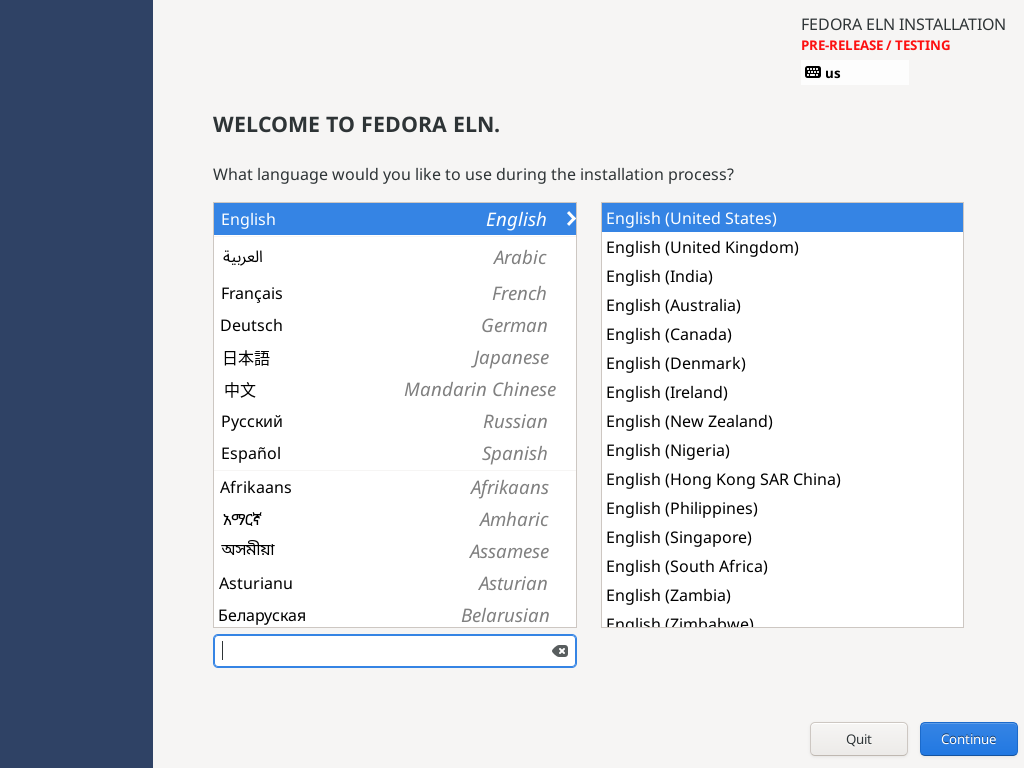 FEDORA ELN INSTALLATION
PRE-RELEASE / TESTING
us
WELCOME TO FEDORA ELN.
What language would you like to use during the installation process?
English English
العربية Arabic
Français French
Deutsch German
日本語 Japanese
中文 Mandarin Chinese
Русский Russian
Español Spanish
Afrikaans Afrikaans
አማርኛ Amharic
অসমীয়া Assamese
Asturianu Asturian
Беларуская Belarusian
English (United States)
English (United Kingdom)
English (India)
English (Australia)
English (Canada)
English (Denmark)
English (Ireland)
English (New Zealand)
English (Nigeria)
English (Hong Kong SAR China)
English (Philippines)
English (Singapore)
English (South Africa)
English (Zambia)
English (Zimbabwe)
Quit
Continue